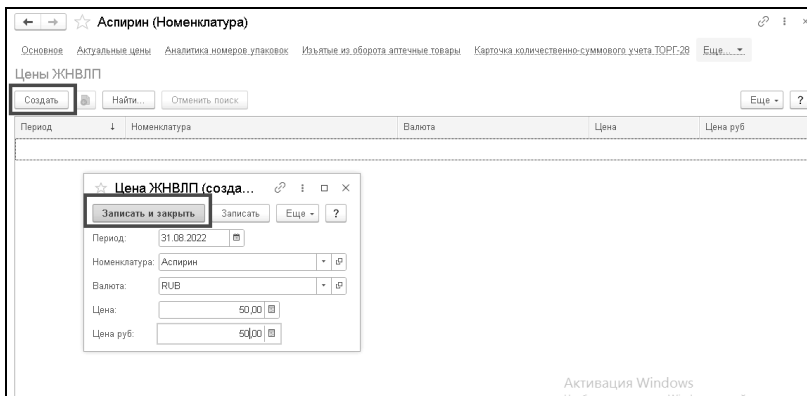 Аспирин (Номенклатура)
Основное Актуальные цены Аналитика номеров упаковок Изъятые из оборота аптечные товары Карточка количественно-суммового учета ТОРГ-28 Еще...
Цены ЖНВЛП
Создать Найти... Отменить поиск Еще ?
Период ↓ Номенклатура Валюта Цена Цена руб
Цена ЖНВЛП (созда...
Записать и закрыть Записать Еще ?
Период: 31.08.2022
Номенклатура: Аспирин
Валюта: RUB
Цена: 50,00
Цена руб: 50,00
Активация Windows